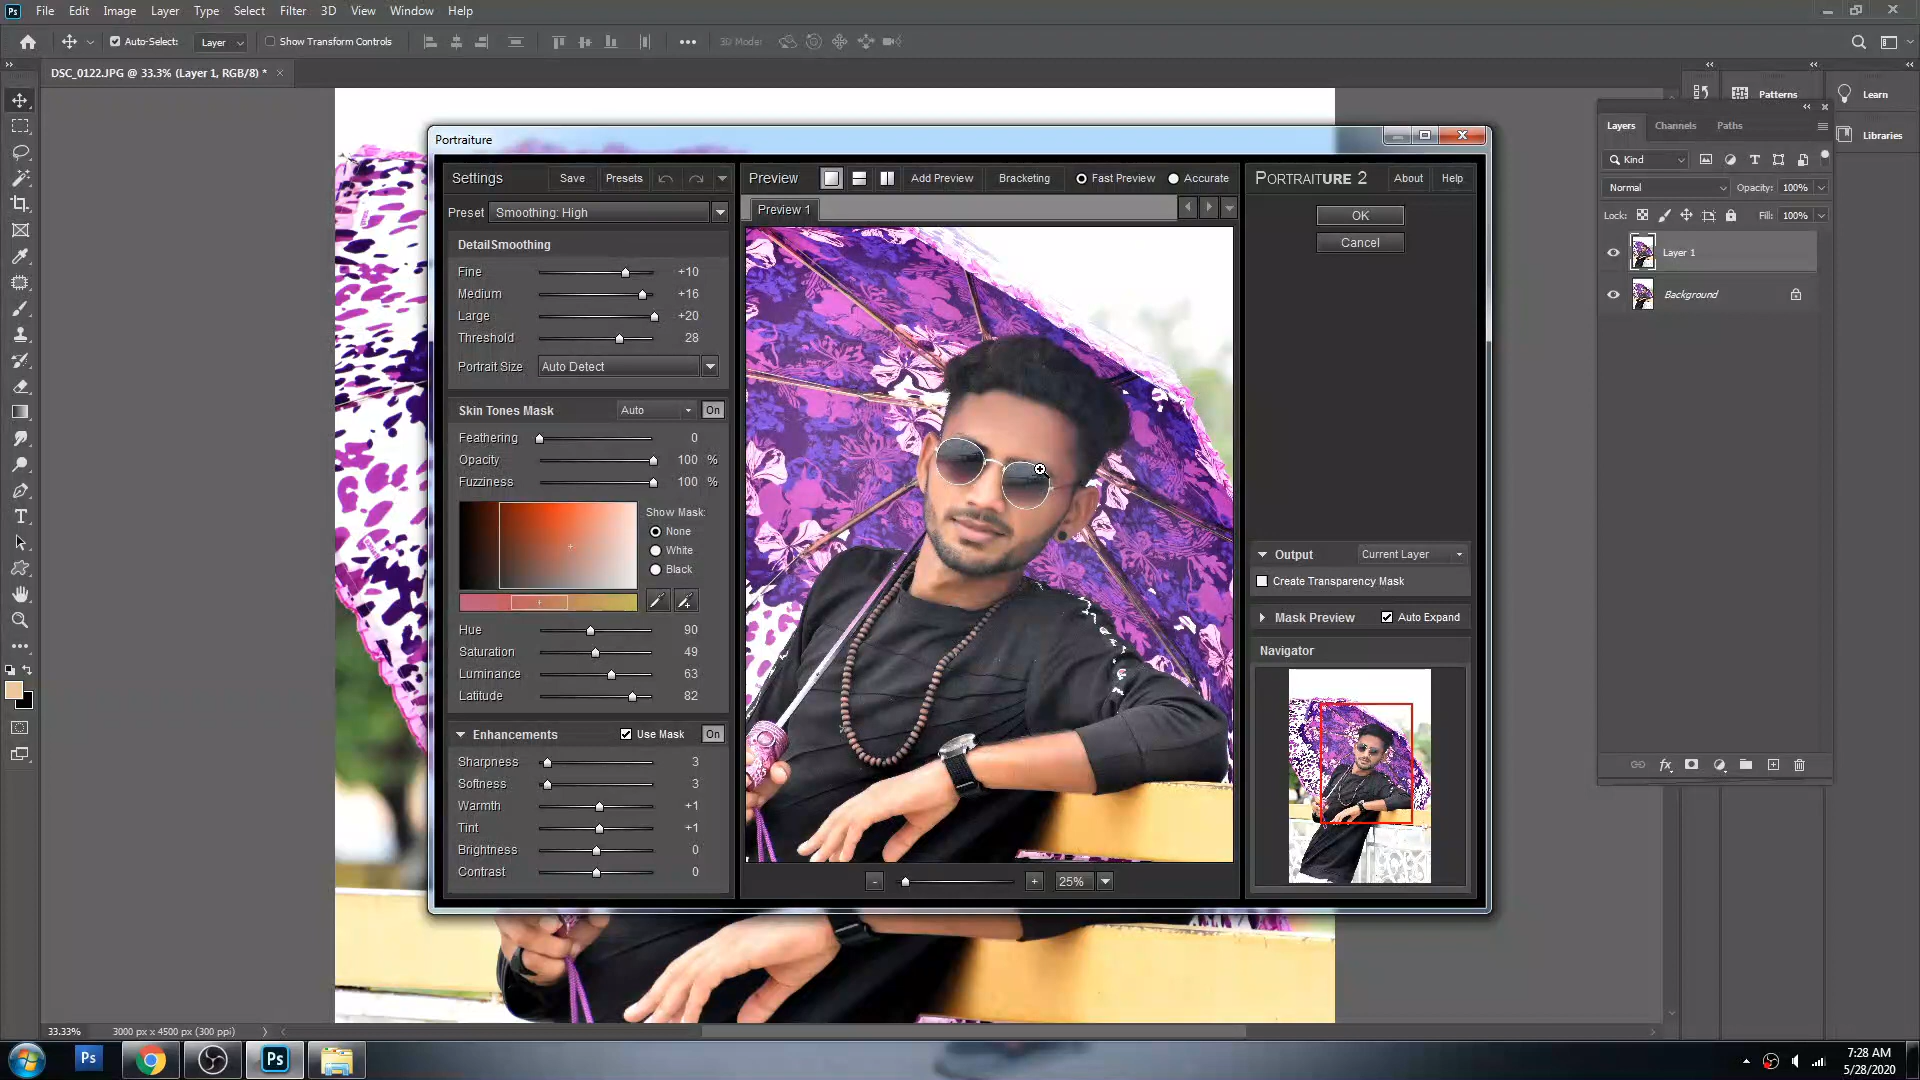 Ps File Edit Image Layer Type Select Filter 3D View Window Help
Auto-Select: Layer Show Transform Controls 3D Mode:
DSC_0122.JPG @ 33.3% (Layer 1, RGB/8) * ×
Patterns
Learn
Libraries
Layers Channels Paths
Kind
Normal Opacity: 100%
Lock: Fill: 100%
Layer 1
Background
fx
Portraiture
Settings Save Presets
Preset Smoothing: High
DetailSmoothing
Fine +10
Medium +16
Large +20
Threshold 28
Portrait Size Auto Detect
Skin Tones Mask Auto On
Feathering 0
Opacity 100 %
Fuzziness 100 %
Show Mask:
None
White
Black
Hue 90
Saturation 49
Luminance 63
Latitude 82
Enhancements Use Mask On
Sharpness 3
Softness 3
Warmth +1
Tint +1
Brightness 0
Contrast 0
Preview Add Preview Bracketing Fast Preview Accurate
Preview 1
- + 25%
PORTRAITURE 2 About Help
OK
Cancel
Output Current Layer
Create Transparency Mask
Mask Preview Auto Expand
Navigator
33.33% 3000 px x 4500 px (300 ppi)
Ps Ps
7:28 AM
5/28/2020